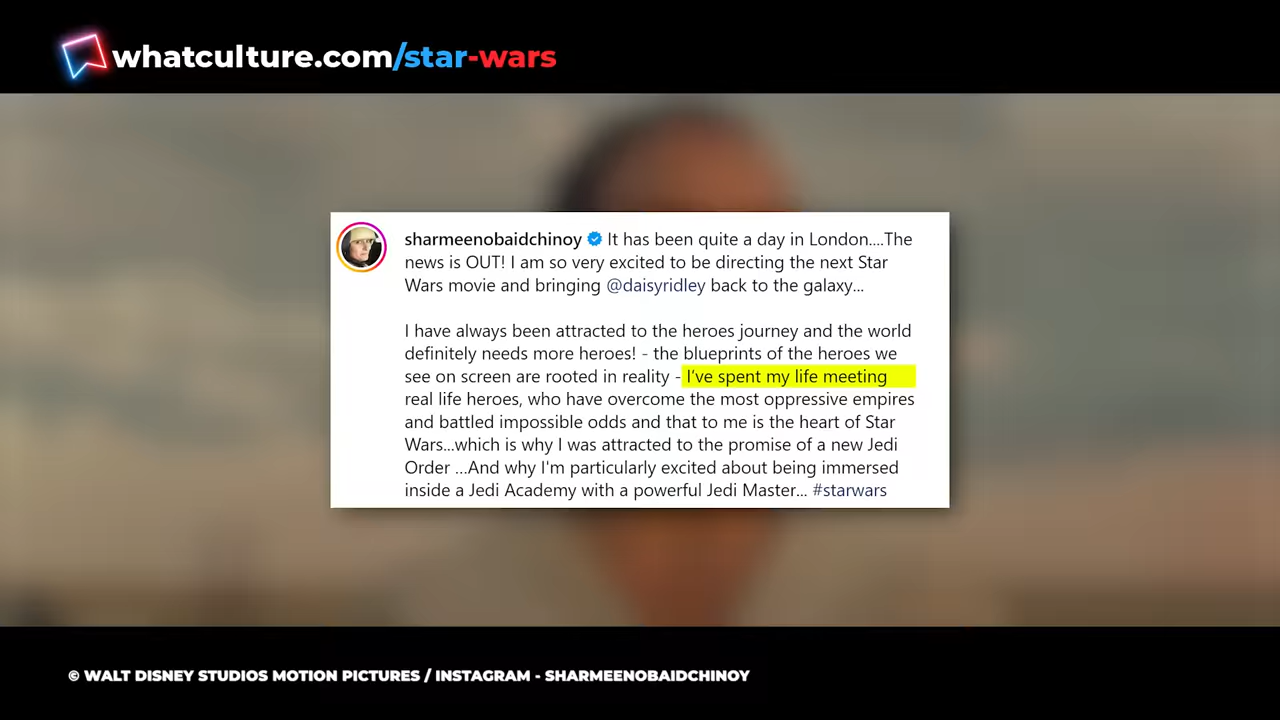 whatculture.com/star-wars
sharmeenobaidchinoy It has been quite a day in London....The
news is OUT! I am so very excited to be directing the next Star
Wars movie and bringing @daisyridley back to the galaxy...
I have always been attracted to the heroes journey and the world
definitely needs more heroes! - the blueprints of the heroes we
see on screen are rooted in reality - I've spent my life meeting
real life heroes, who have overcome the most oppressive empires
and battled impossible odds and that to me is the heart of Star
Wars...which is why I was attracted to the promise of a new Jedi
Order ...And why I'm particularly excited about being immersed
inside a Jedi Academy with a powerful Jedi Master... #starwars
© WALT DISNEY STUDIOS MOTION PICTURES / INSTAGRAM - SHARMEENOBAIDCHINOY